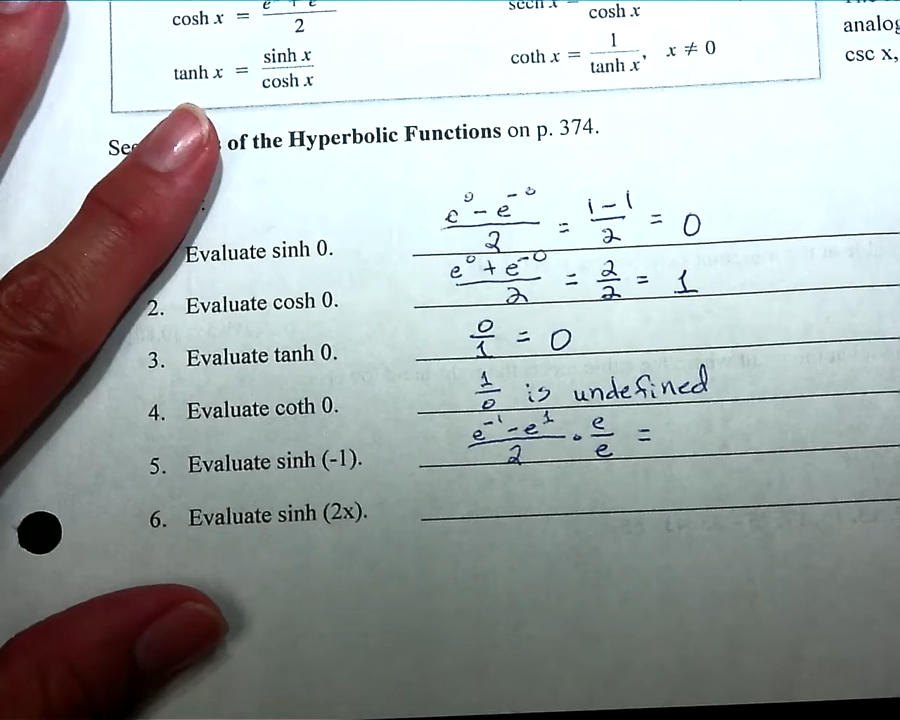 cosh x = / 2
sech x = / cosh x
tanh x = sinh x / cosh x
coth x = 1 / tanh x, x ≠ 0
analog
csc x,
of the Hyperbolic Functions on p. 374.
Evaluate sinh 0. (e^0 - e^-0) / 2 = (1 - 1) / 2 = 0
2. Evaluate cosh 0. (e^0 + e^-0) / 2 = 2 / 2 = 1
3. Evaluate tanh 0. 0 / 1 = 0
4. Evaluate coth 0. 1 / 0 is undefined
5. Evaluate sinh (-1). (e^-1 - e^1) / 2 · e / e =
6. Evaluate sinh (2x).